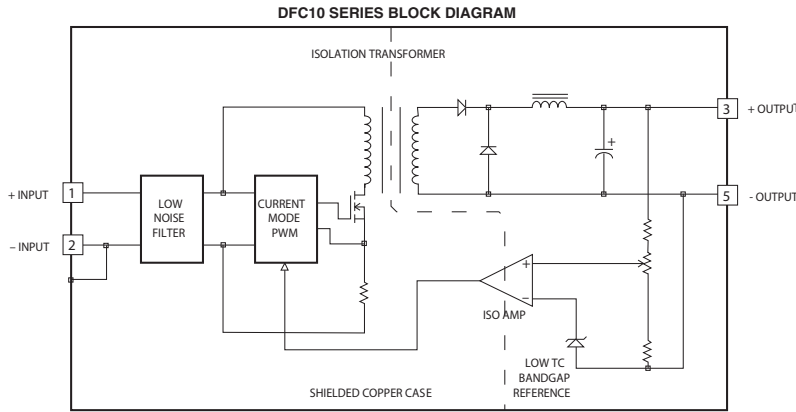 DFC10 SERIES BLOCK DIAGRAM
ISOLATION TRANSFORMER
3
+ OUTPUT
+
1
+ INPUT
LOW
NOISE
FILTER
CURRENT
MODE
PWM
5
- OUTPUT
2
– INPUT
+
–
ISO AMP
LOW TC
BANDGAP
REFERENCE
SHIELDED COPPER CASE